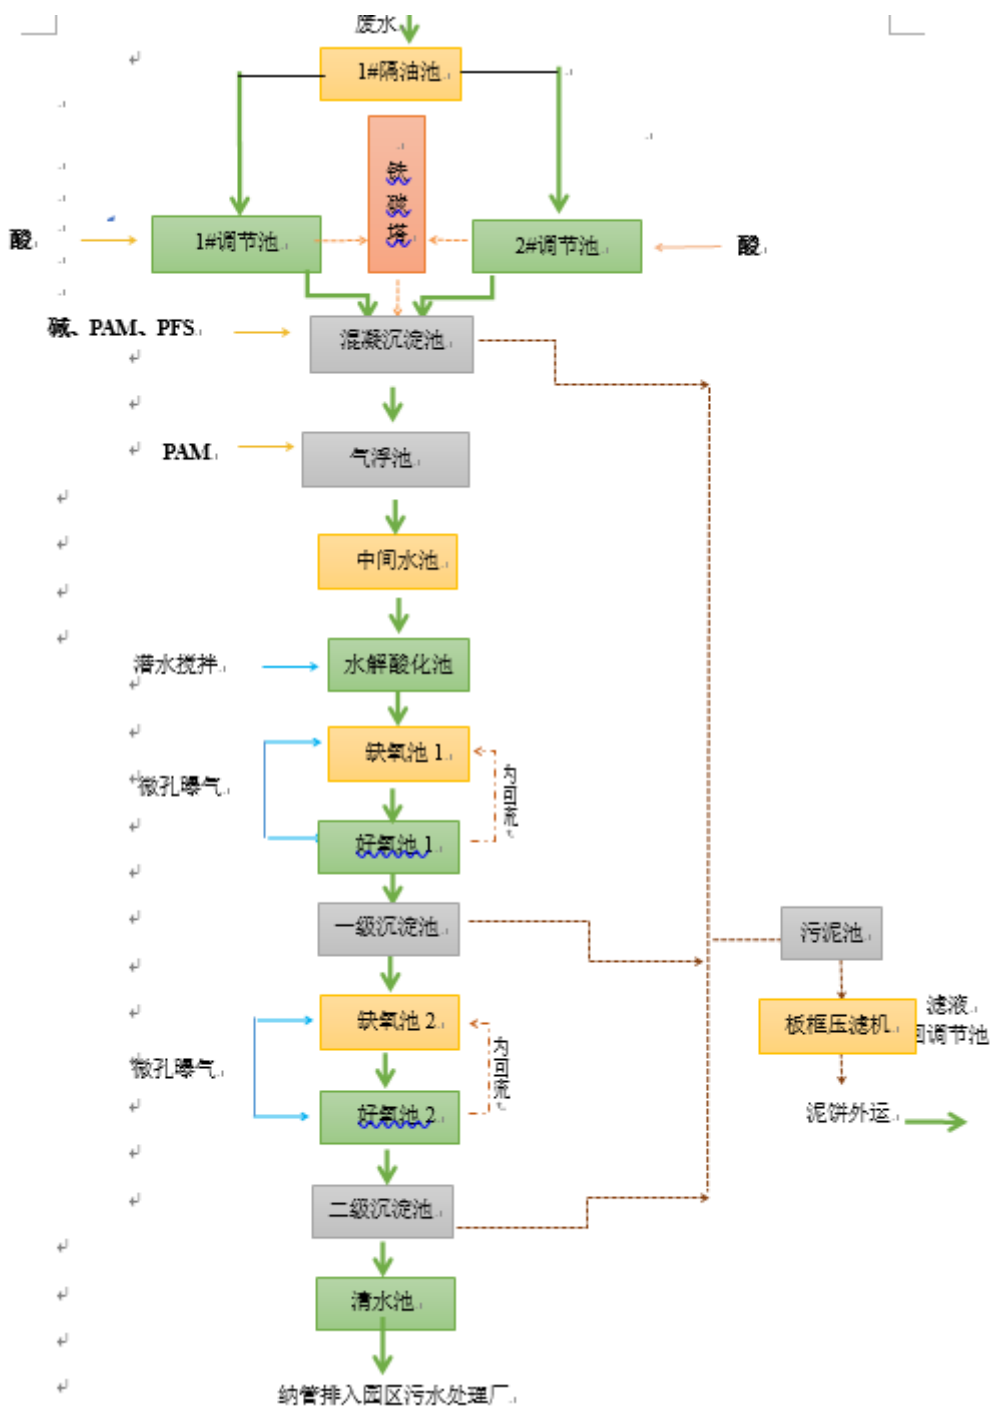 废水
1#隔油池
铁
碳
塔
酸
1#调节池
2#调节池
酸
碱、PAM、PFS
混凝沉淀池
PAM
气浮池
中间水池
潜水搅拌
水解酸化池
缺氧池 1
内回流
微孔曝气
好氧池 1
一级沉淀池
污泥池
缺氧池 2
板框压滤机
滤液
回调节池
内回流
微孔曝气
好氧池 2
泥饼外运
二级沉淀池
清水池
纳管排入园区污水处理厂